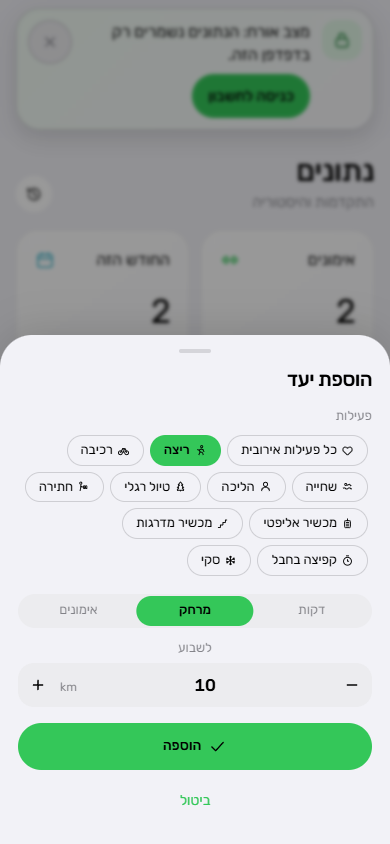 מצב אורח: הנתונים נשמרים רק
בדפדפן הזה.
כניסה לחשבון
נתונים
התקדמות והיסטוריה
אימונים
החודש הזה
2
2
הוספת יעד
פעילות
כל פעילות אירובית
ריצה
רכיבה
שחייה
הליכה
טיול רגלי
חתירה
מכשיר אליפטי
מכשיר מדרגות
קפיצה בחבל
סקי
דקות
מרחק
אימונים
לשבוע
− 10 km +
הוספה
ביטול